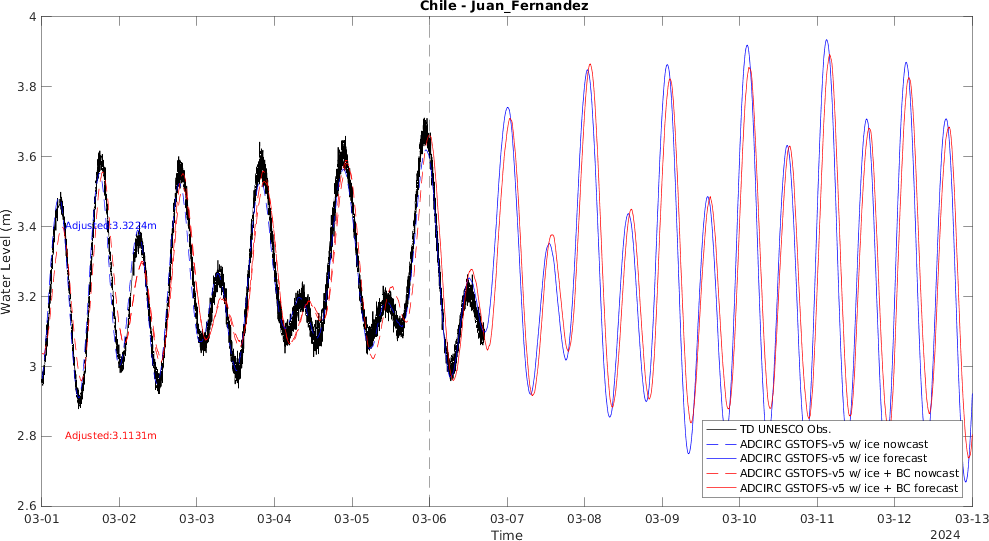 Chile - Juan_Fernandez
Water Level (m)
4
3.8
3.6
3.4
3.2
3
2.8
2.6
Adjusted:3.3224m
Adjusted:3.1131m
TD UNESCO Obs.
ADCIRC GSTOFS-v5 w/ ice nowcast
ADCIRC GSTOFS-v5 w/ ice forecast
ADCIRC GSTOFS-v5 w/ ice + BC nowcast
ADCIRC GSTOFS-v5 w/ ice + BC forecast
03-01 03-02 03-03 03-04 03-05 03-06 03-07 03-08 03-09 03-10 03-11 03-12 03-13
Time
2024